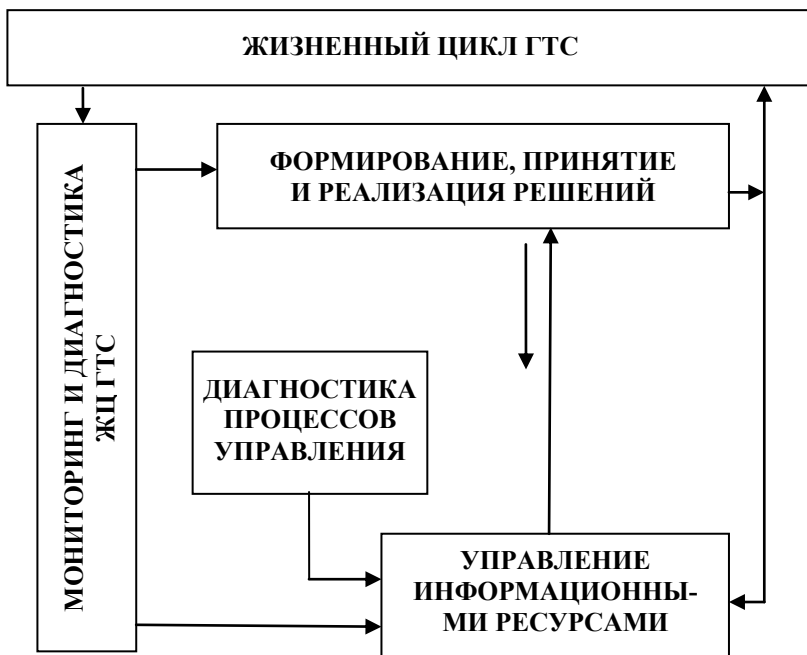 ЖИЗНЕННЫЙ ЦИКЛ ГТС
МОНИТОРИНГ И ДИАГНОСТИКА
ЖЦ ГТС
ФОРМИРОВАНИЕ, ПРИНЯТИЕ
И РЕАЛИЗАЦИЯ РЕШЕНИЙ
ДИАГНОСТИКА
ПРОЦЕССОВ
УПРАВЛЕНИЯ
УПРАВЛЕНИЕ
ИНФОРМАЦИОННЫ-
МИ РЕСУРСАМИ